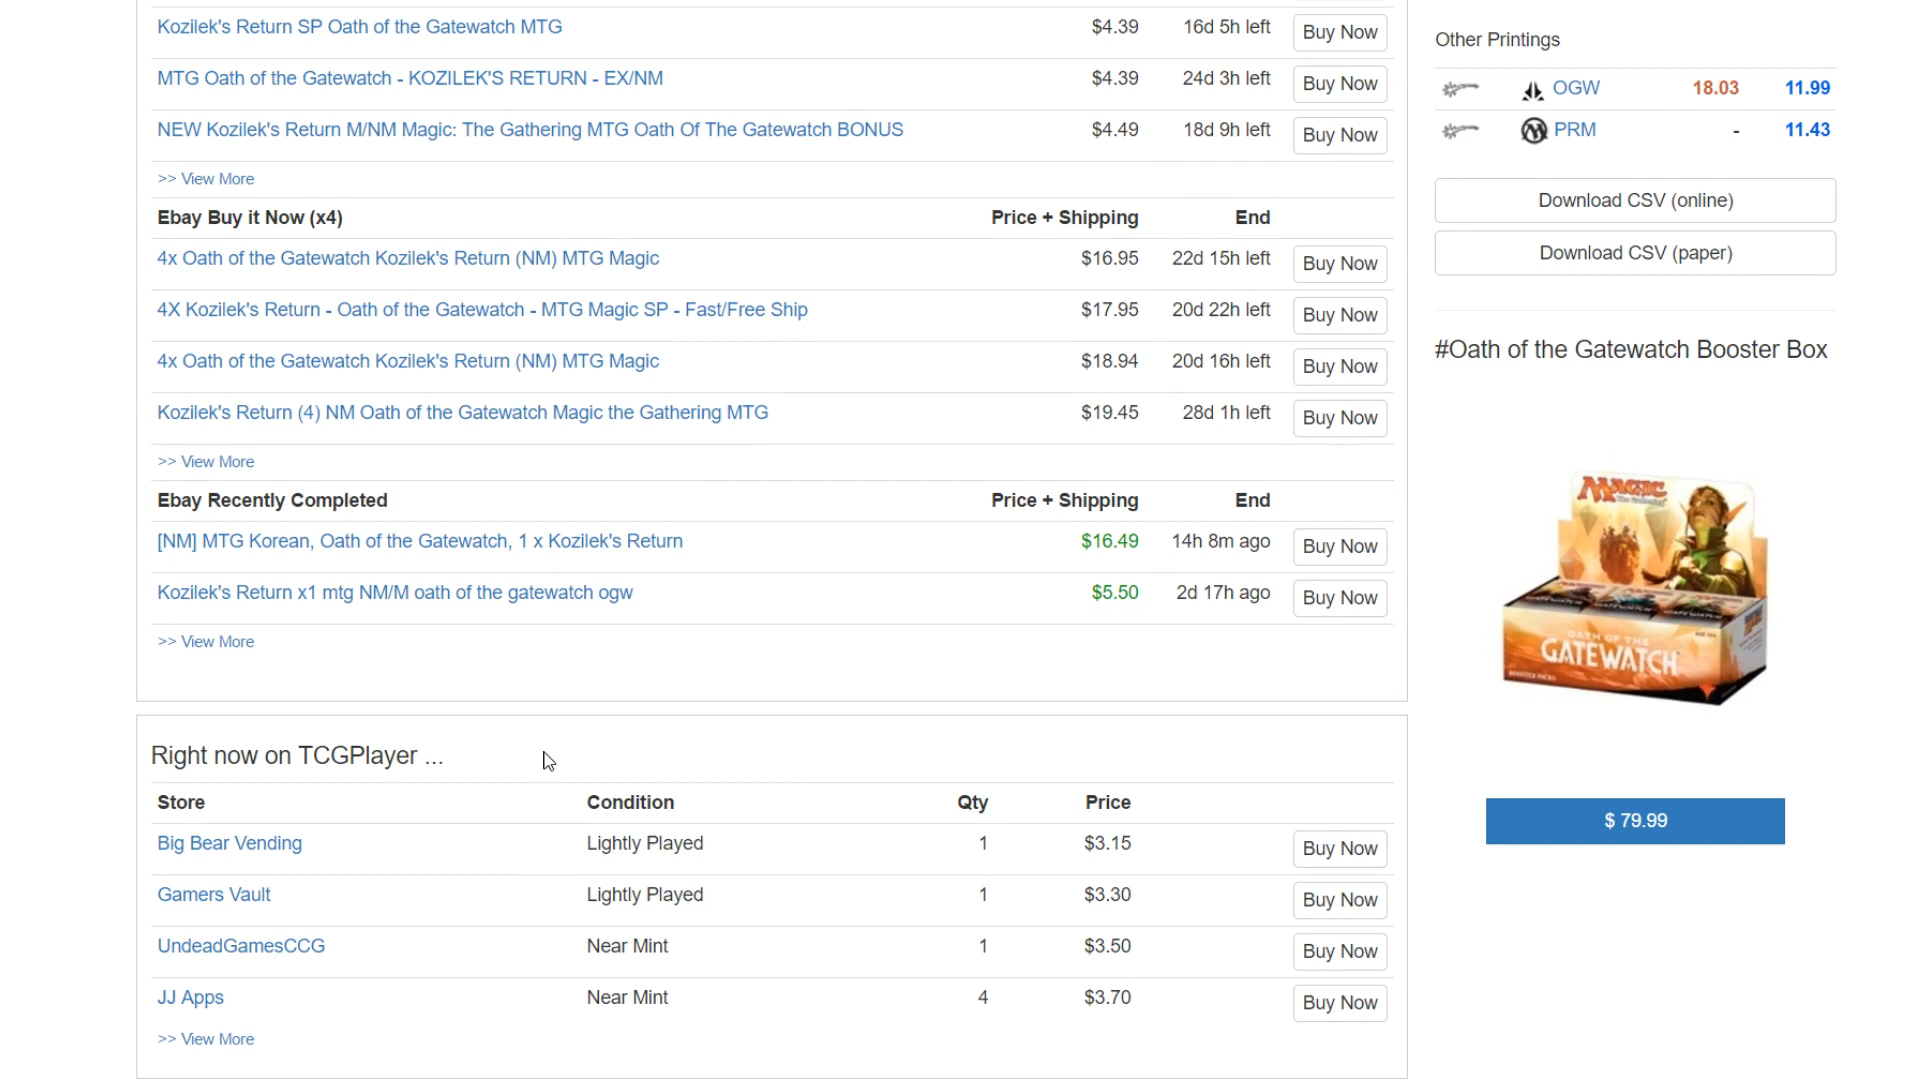 Kozilek's Return SP Oath of the Gatewatch MTG $4.39 16d 5h left Buy Now
MTG Oath of the Gatewatch - KOZILEK'S RETURN - EX/NM $4.39 24d 3h left Buy Now
NEW Kozilek's Return M/NM Magic: The Gathering MTG Oath Of The Gatewatch BONUS $4.49 18d 9h left Buy Now
>> View More
Ebay Buy it Now (x4) Price + Shipping End
4x Oath of the Gatewatch Kozilek's Return (NM) MTG Magic $16.95 22d 15h left Buy Now
4X Kozilek's Return - Oath of the Gatewatch - MTG Magic SP - Fast/Free Ship $17.95 20d 22h left Buy Now
4x Oath of the Gatewatch Kozilek's Return (NM) MTG Magic $18.94 20d 16h left Buy Now
Kozilek's Return (4) NM Oath of the Gatewatch Magic the Gathering MTG $19.45 28d 1h left Buy Now
>> View More
Ebay Recently Completed Price + Shipping End
[NM] MTG Korean, Oath of the Gatewatch, 1 x Kozilek's Return $16.49 14h 8m ago Buy Now
Kozilek's Return x1 mtg NM/M oath of the gatewatch ogw $5.50 2d 17h ago Buy Now
>> View More
Right now on TCGPlayer ...
Store Condition Qty Price
Big Bear Vending Lightly Played 1 $3.15 Buy Now
Gamers Vault Lightly Played 1 $3.30 Buy Now
UndeadGamesCCG Near Mint 1 $3.50 Buy Now
JJ Apps Near Mint 4 $3.70 Buy Now
>> View More
Other Printings
OGW 18.03 11.99
PRM - 11.43
Download CSV (online)
Download CSV (paper)
#Oath of the Gatewatch Booster Box
MAGIC
OATH OF THE
GATEWATCH
BOOSTER PACKS
$ 79.99